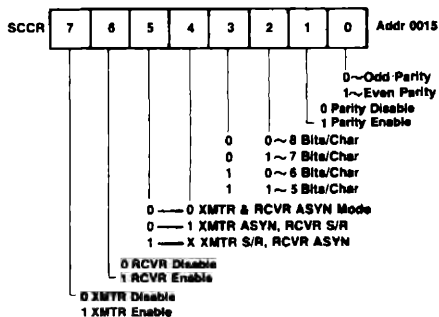 SCCR 7 6 5 4 3 2 1 0 Addr 0015
0~Odd Parity
1~Even Parity
0 Parity Disable
1 Parity Enable
0 0~8 Bits/Char
0 1~7 Bits/Char
1 0~6 Bits/Char
1 1~5 Bits/Char
0 0 XMTR & RCVR ASYN Mode
0 1 XMTR ASYN, RCVR S/R
1 X XMTR S/R, RCVR ASYN
0 RCVR Disable
1 RCVR Enable
0 XMTR Disable
1 XMTR Enable